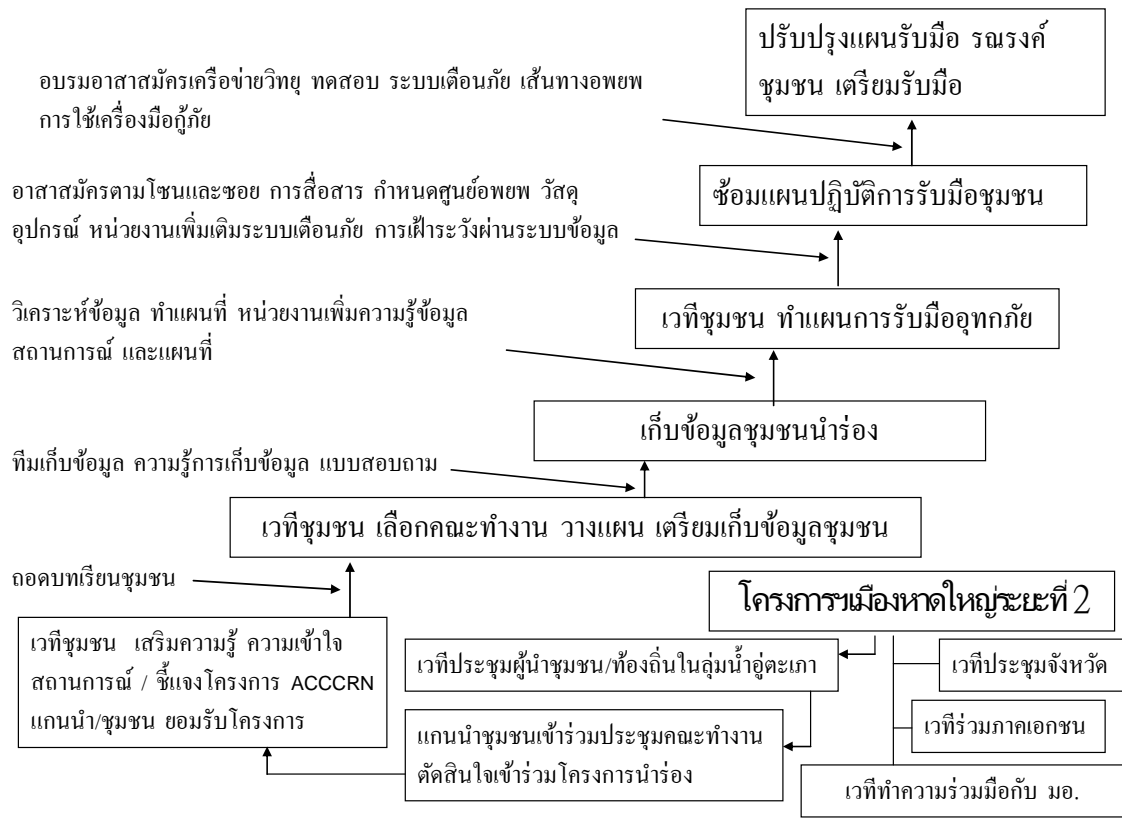 ปรับปรุงแผนรับมือ รณรงค์
ชุมชน เตรียมรับมือ
อบรมอาสาสมัครเครือข่ายวิทยุ ทดสอบ ระบบเตือนภัย เส้นทางอพยพ
การใช้เครื่องมือกู้ภัย
ซ้อมแผนปฏิบัติการรับมือชุมชน
อาสาสมัครตามโซนและซอย การสื่อสาร กำหนดศูนย์อพยพ วัสดุ
อุปกรณ์ หน่วยงานเพิ่มเติมระบบเตือนภัย การเฝ้าระวังผ่านระบบข้อมูล
เวทีชุมชน ทำแผนการรับมืออุทกภัย
วิเคราะห์ข้อมูล ทำแผนที่ หน่วยงานเพิ่มความรู้ข้อมูล
สถานการณ์ และแผนที่
เก็บข้อมูลชุมชนนำร่อง
ทีมเก็บข้อมูล ความรู้การเก็บข้อมูล แบบสอบถาม
เวทีชุมชน เลือกคณะทำงาน วางแผน เตรียมเก็บข้อมูลชุมชน
ถอดบทเรียนชุมชน
โครงการฯเมืองหาดใหญ่ระยะที่ 2
เวทีชุมชน เสริมความรู้ ความเข้าใจ
สถานการณ์ / ชี้แจงโครงการ ACCCRN
แกนนำ/ชุมชน ยอมรับโครงการ
เวทีประชุมผู้นำชุมชน/ท้องถิ่นในลุ่มน้ำอู่ตะเภา
เวทีประชุมจังหวัด
แกนนำชุมชนเข้าร่วมประชุมคณะทำงาน
ตัดสินใจเข้าร่วมโครงการนำร่อง
เวทีร่วมภาคเอกชน
เวทีทำความร่วมมือกับ มอ.